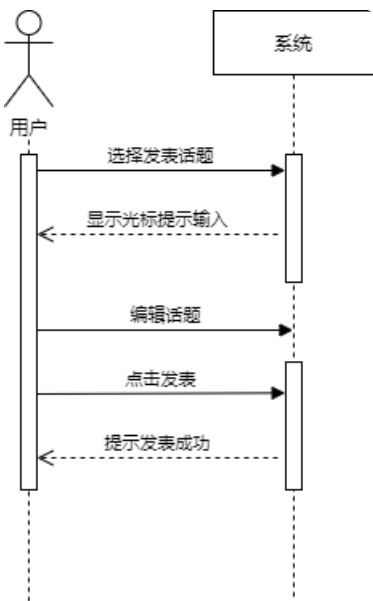 系统
用户
选择发表话题
显示光标提示输入
编辑话题
点击发表
提示发表成功